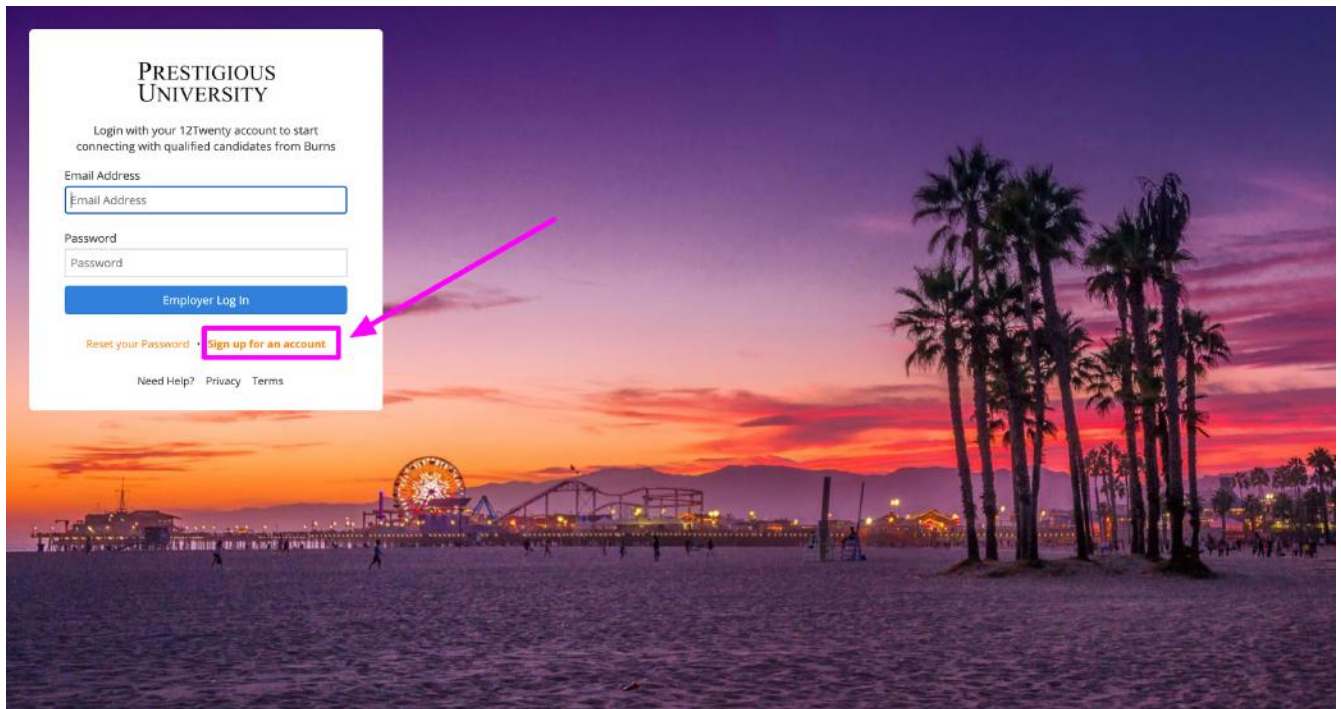 PRESTIGIOUS
UNIVERSITY
Login with your 12Twenty account to start
connecting with qualified candidates from Burns
Email Address
Email Address
Password
Password
Employer Log In
Reset your Password • Sign up for an account
Need Help? Privacy Terms